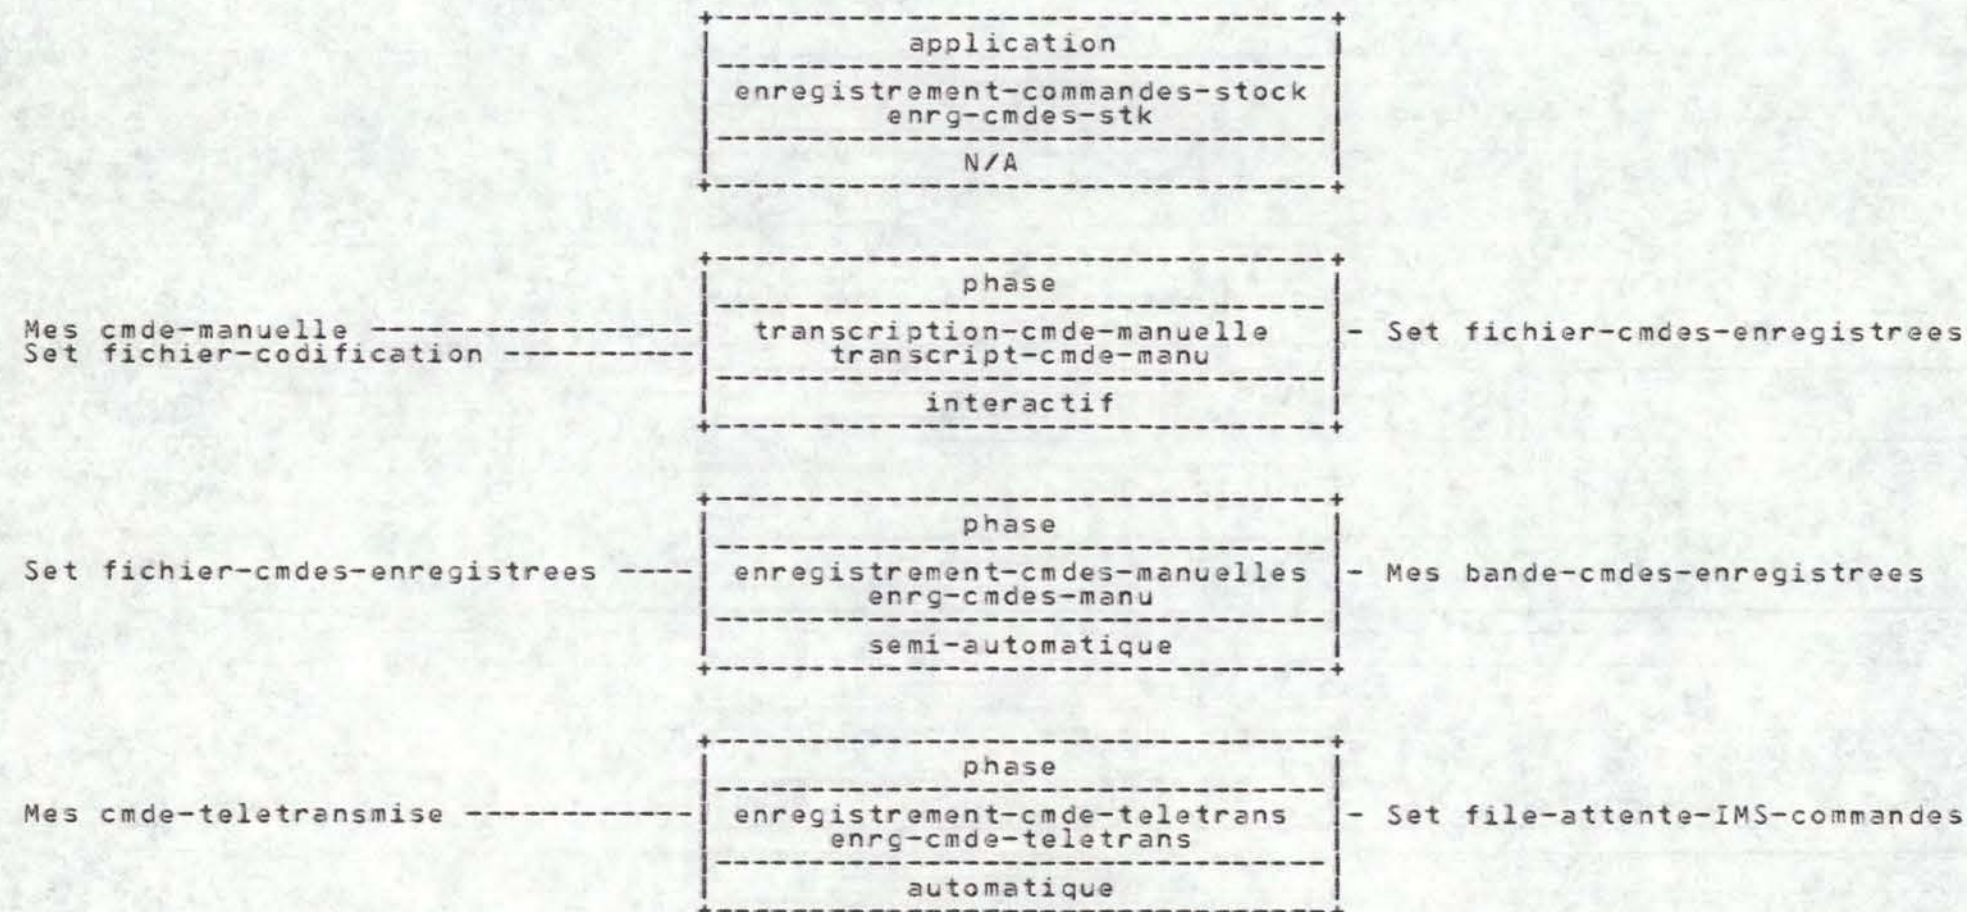 application
enregistrement-commandes-stock
enrg-cmdes-stk
N/A
phase
Mes cmde-manuelle ----------------- transcription-cmde-manuelle - Set fichier-cmdes-enregistrees
Set fichier-codification ---------- transcript-cmde-manu
interactif
phase
Set fichier-cmdes-enregistrees ---- enregistrement-cmdes-manuelles - Mes bande-cmdes-enregistrees
enrg-cmdes-manu
semi-automatique
phase
Mes cmde-teletransmise ------------ enregistrement-cmde-teletrans - Set file-attente-IMS-commandes
enrg-cmde-teletrans
automatique